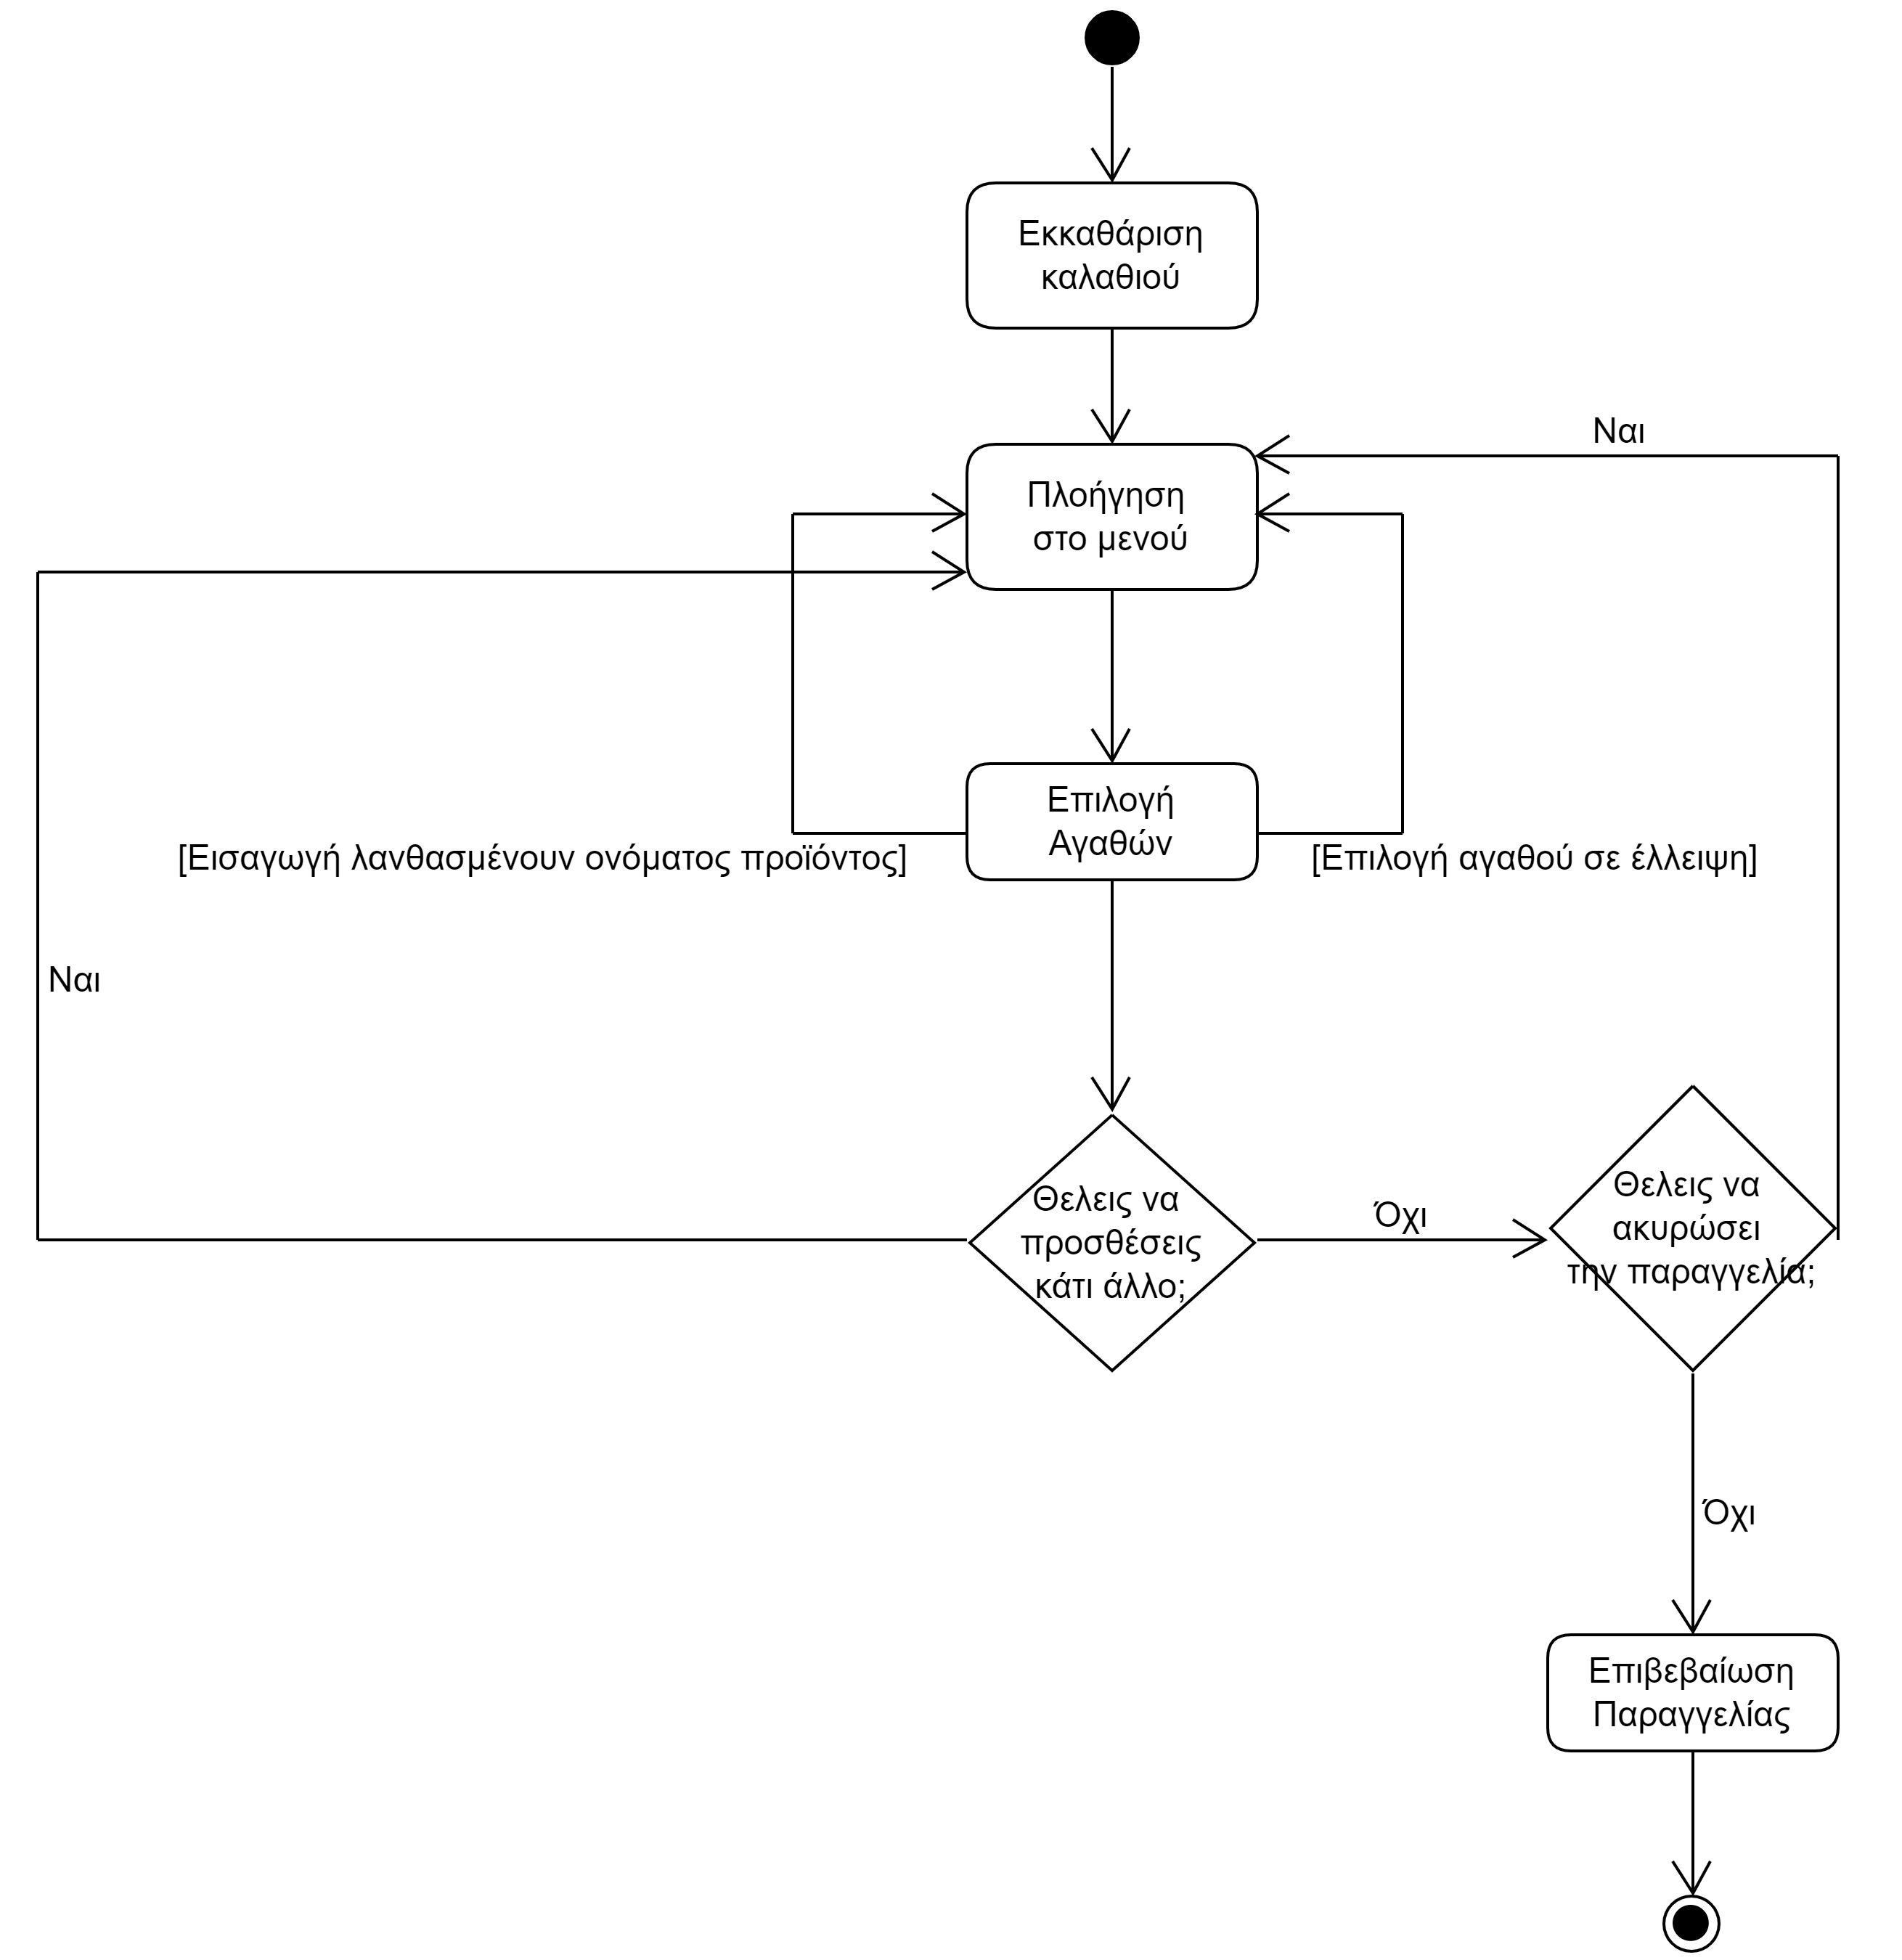 Εκκαθάριση
καλαθιού
Ναι
Πλοήγηση
στο μενού
Επιλογή
Αγαθών
[Εισαγωγή λανθασμένουν ονόματος προϊόντος]
[Επιλογή αγαθού σε έλλειψη]
Ναι
Θελεις να
προσθέσεις
κάτι άλλο;
Όχι
Θελεις να
ακυρώσει
την παραγγελία;
Όχι
Επιβεβαίωση
Παραγγελίας